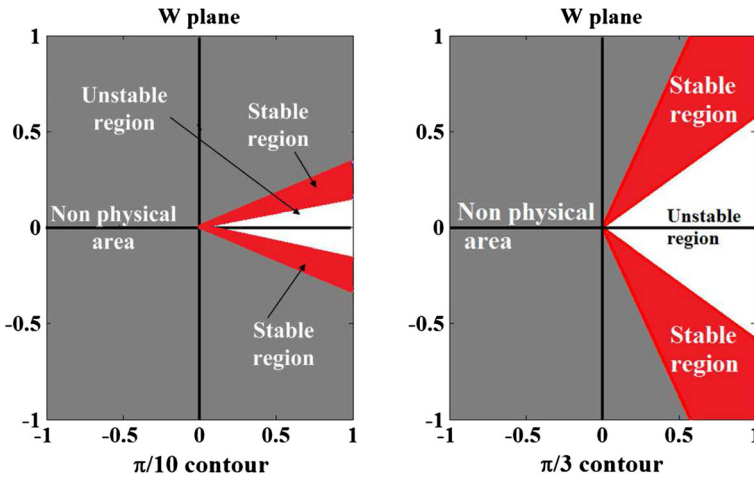 W plane
1
0.5
0
-0.5
-1
-1
-0.5
0
0.5
1
Unstable
region
Stable
region
Non physical
area
Stable
region
π/10 contour
W plane
1
0.5
0
-0.5
-1
-1
-0.5
0
0.5
1
Stable
region
Non physical
area
Unstable
region
Stable
region
π/3 contour